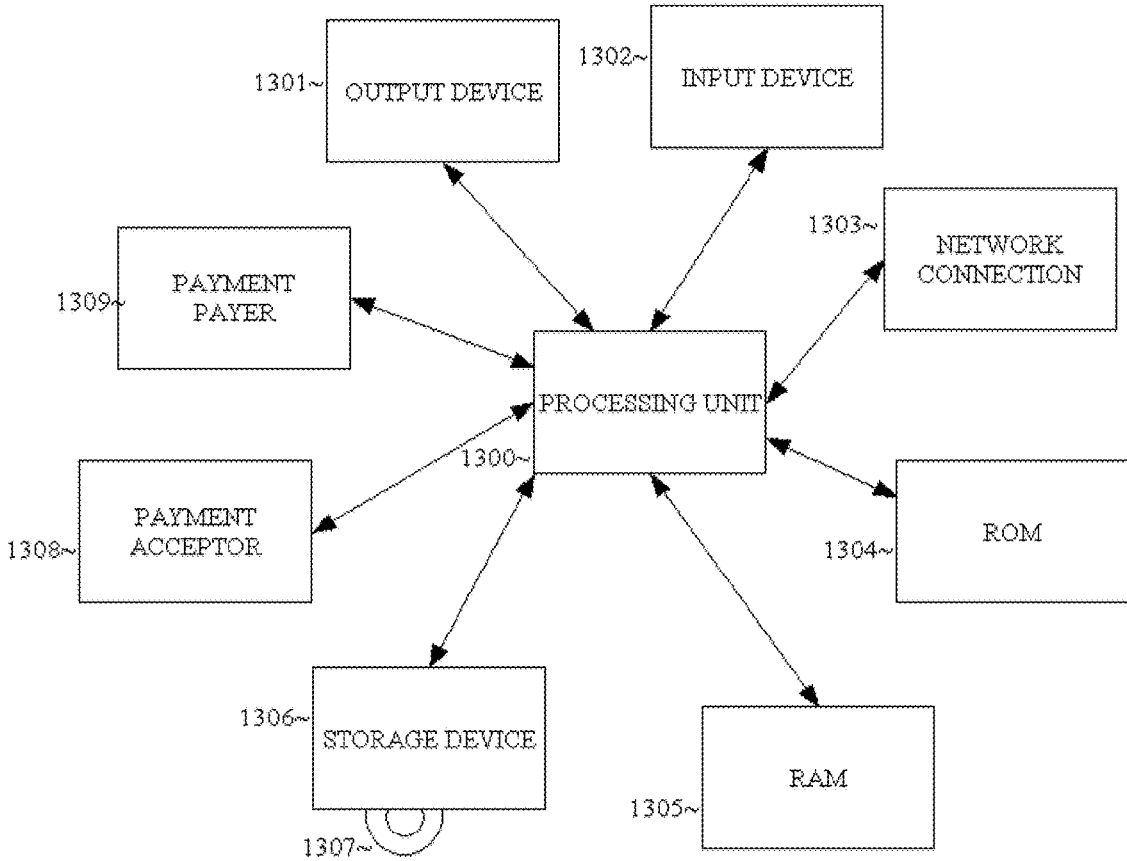 1301~
OUTPUT DEVICE
1302~
INPUT DEVICE
1303~
NETWORK
CONNECTION
1309~
PAYMENT
PAYER
PROCESSING UNIT
1300~
1308~
PAYMENT
ACCEPTOR
1304~
ROM
1306~
STORAGE DEVICE
1307~
1305~
RAM